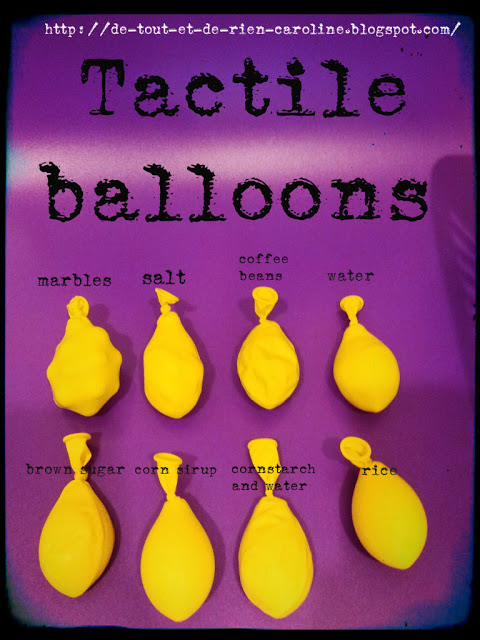 http://de-tout-et-de-rien-caroline.blogspot.com/
Tactile
balloons
marbles
salt
coffee
beans
water
brown sugar
corn sirup
cornstarch
and water
rice